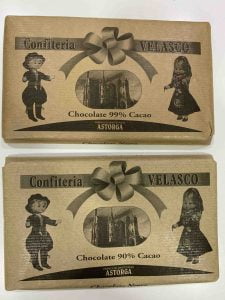 Confitería VELASCO
Chocolate 99% Cacao
ASTORGA
Confitería VELASCO
Chocolate 90% Cacao
ASTORGA